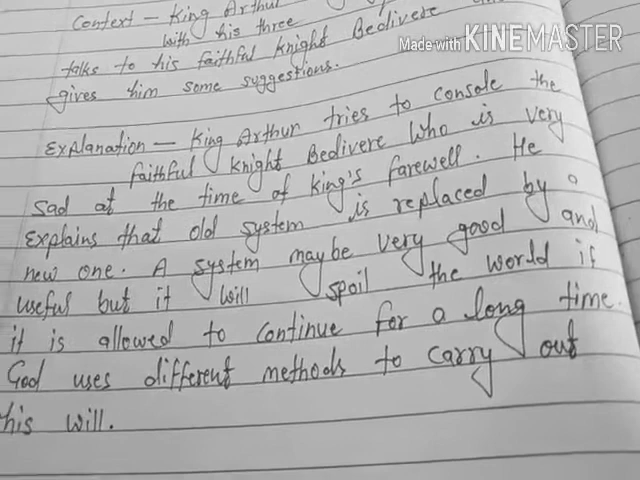 Context - King Arthur
with his three
talks to his faithful knight Bedivere
gives him some suggestions.
Made with KINEMASTER
Explanation - King Arthur tries to console the
faithful knight Bedivere who is very
sad at the time of king's farewell. He
explains that old system is replaced by a
new one. A system may be very good and
useful but it will spoil the world if
it is allowed to continue for a long time.
God uses different methods to carry out
his will.